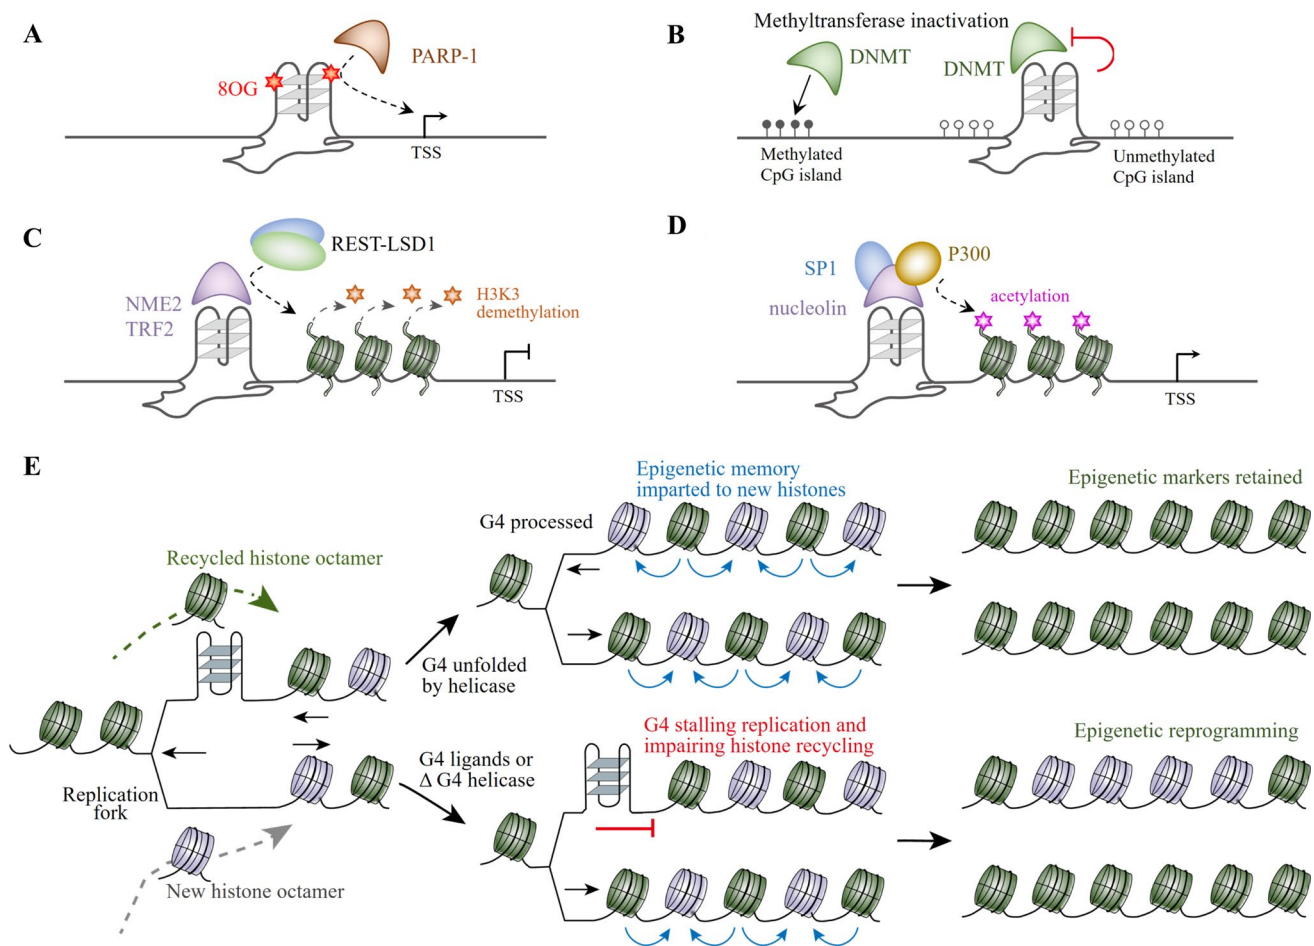 A
8OG
PARP-1
TSS
B
Methyltransferase inactivation
DNMT
DNMT
Methylated
CpG island
Unmethylated
CpG island
C
REST-LSD1
NME2
TRF2
H3K3
demethylation
TSS
D
SP1
P300
nucleolin
acetylation
TSS
E
Recycled histone octamer
Replication
fork
New histone octamer
G4 unfolded
by helicase
G4 ligands or
Δ G4 helicase
G4 processed
Epigenetic memory
imparted to new histones
Epigenetic markers retained
G4 stalling replication and
impairing histone recycling
Epigenetic reprogramming